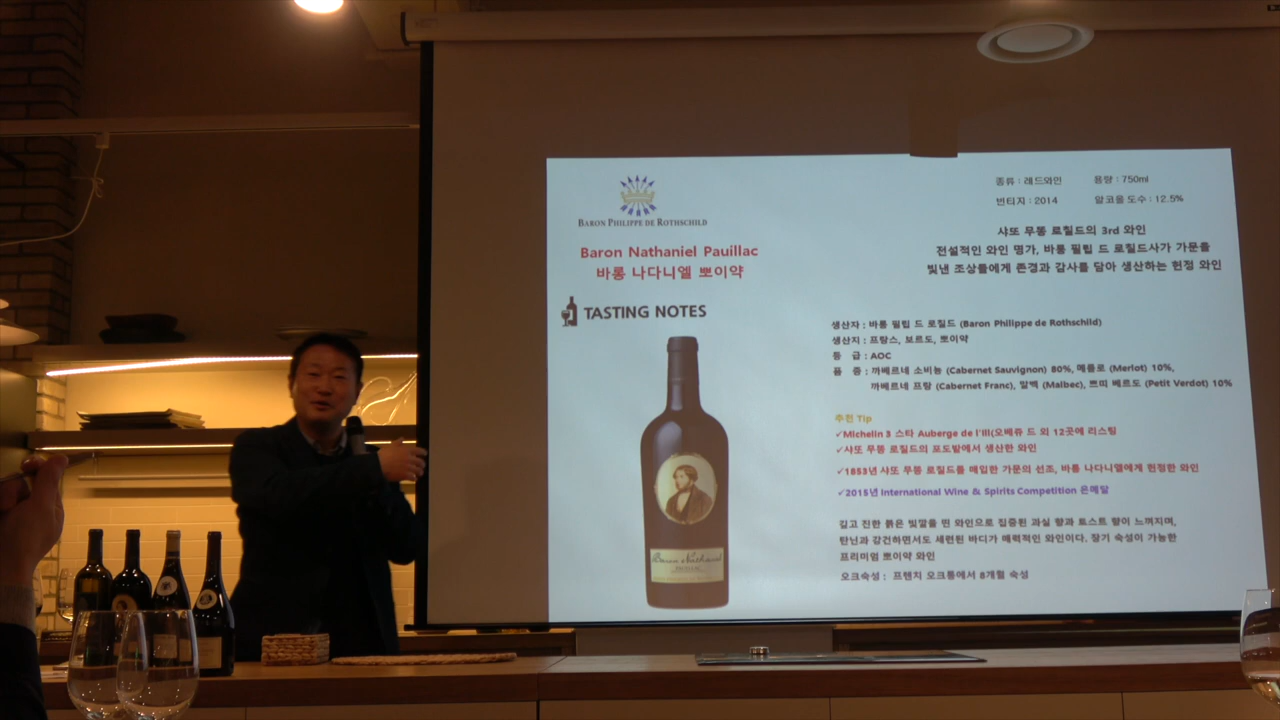 BARON PHILIPPE DE ROTHSCHILD
Baron Nathaniel Pauillac
바롱 나다니엘 뽀이약
TASTING NOTES
종류 : 레드와인 용량 : 750ml
빈티지 : 2014 알코올 도수 : 12.5%
샤또 무똥 로칠드의 3rd 와인
전설적인 와인 명가, 바롱 필립 드 로칠드사가 가문을
빛낸 조상들에게 존경과 감사를 담아 생산하는 헌정 와인
생산자 : 바롱 필립 드 로칠드 (Baron Philippe de Rothschild)
생산지 : 프랑스, 보르도, 뽀이약
등 급 : AOC
품 종 : 까베르네 소비뇽 (Cabernet Sauvignon) 80%, 메를로 (Merlot) 10%,
까베르네 프랑 (Cabernet Franc), 말벡 (Malbec), 쁘띠 베르도 (Petit Verdot) 10%
추천 Tip
✓Michelin 3 스타 Auberge de l'Ill(오베쥬 드 외 12곳에 리스팅
✓샤또 무똥 로칠드의 포도밭에서 생산한 와인
✓1853년 샤또 무똥 로칠드를 매입한 가문의 선조, 바롱 나다니엘에게 헌정한 와인
✓2015년 International Wine & Spirits Competition 은메달
깊고 진한 붉은 빛깔을 띤 와인으로 집중된 과실 향과 토스트 향이 느껴지며,
탄닌과 강건하면서도 세련된 바디가 매력적인 와인이다. 장기 숙성이 가능한
프리미엄 뽀이약 와인
오크숙성 : 프렌치 오크통에서 8개월 숙성
Baron Nathaniel